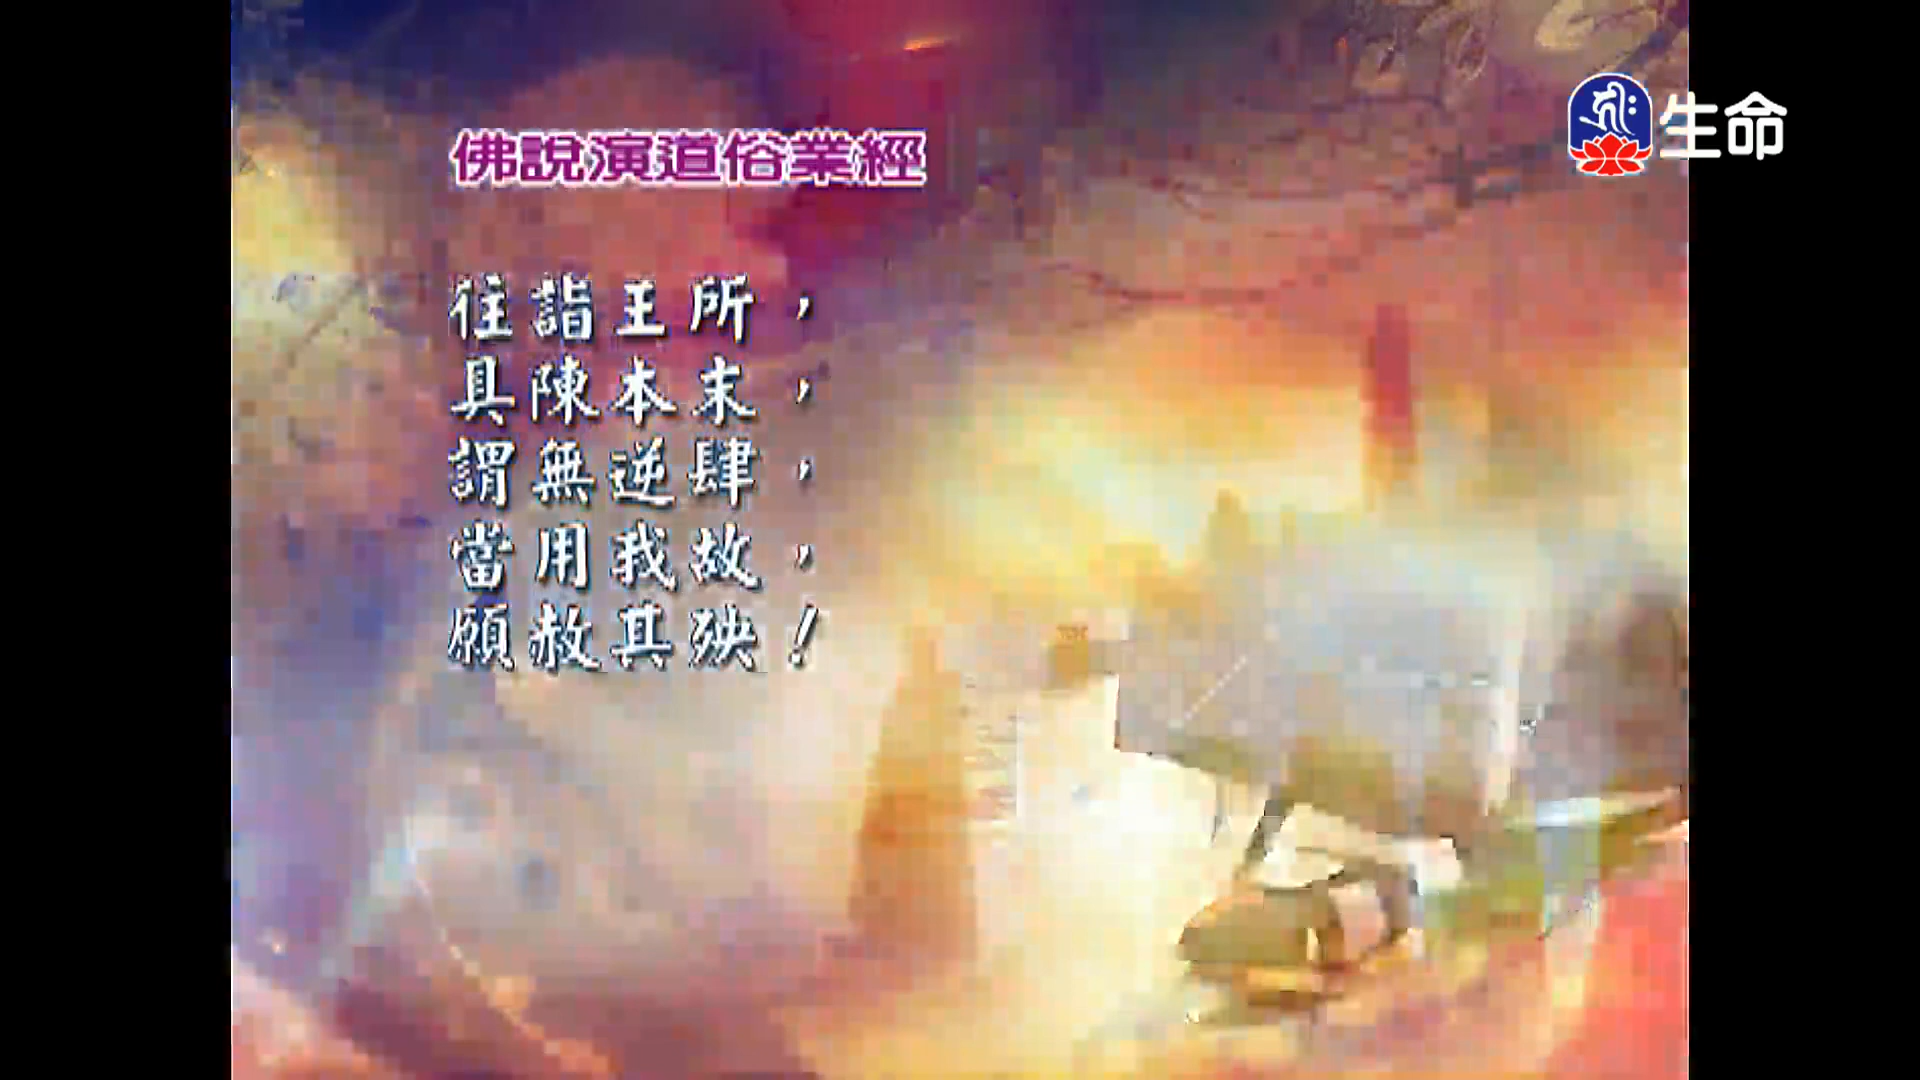 佛說演道俗業經
生命
往詣王所，
具陳本末，
謂無逆肆，
當用我故，
願赦其殃！